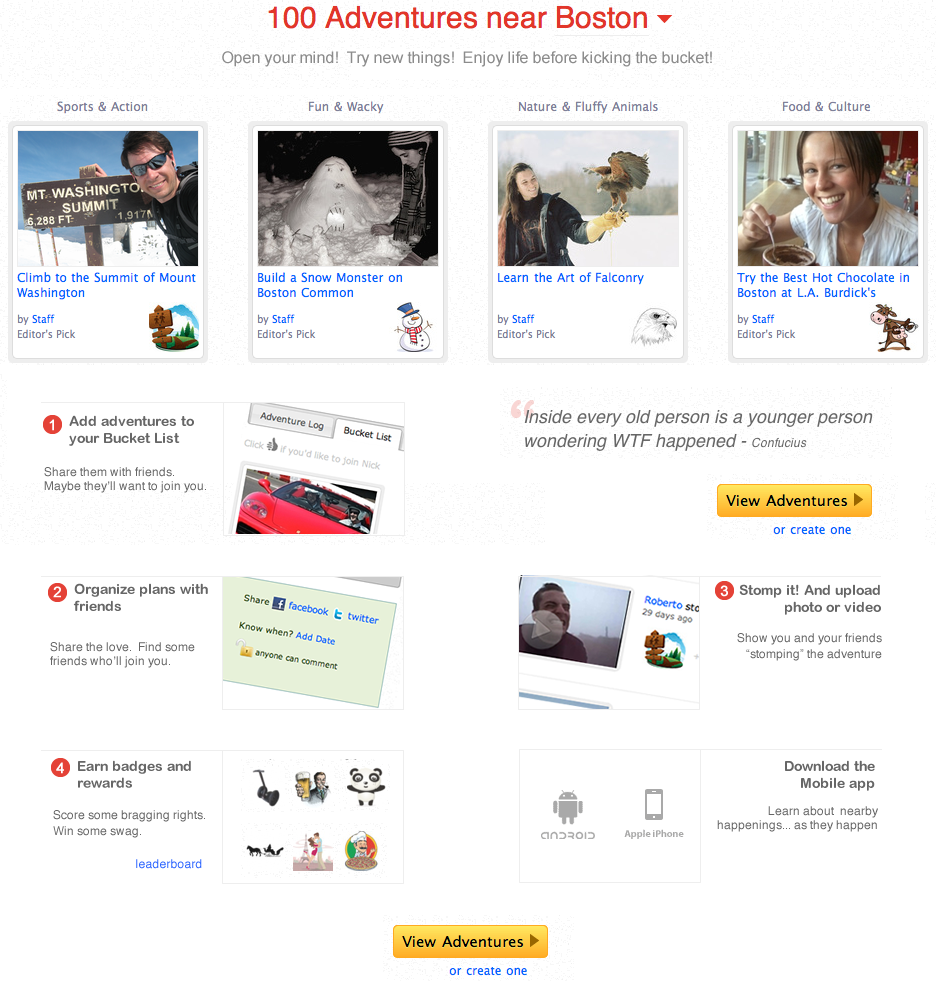 100 Adventures near Boston
Open your mind! Try new things! Enjoy life before kicking the bucket!
Sports & Action
Fun & Wacky
Nature & Fluffy Animals
Food & Culture
MT. WASHINGTO
SUMMIT
6,288 FT. 1,917
Climb to the Summit of Mount
Washington
by Staff
Editor's Pick
Build a Snow Monster on
Boston Common
by Staff
Editor's Pick
Learn the Art of Falconry
by Staff
Editor's Pick
Try the Best Hot Chocolate in
Boston at L.A. Burdick's
by Staff
Editor's Pick
1 Add adventures to
your Bucket List
Share them with friends.
Maybe they'll want to join you.
Adventure Log
Bucket List
Click if you'd like to join Nick
“Inside every old person is a younger person
wondering WTF happened - Confucius
View Adventures
or create one
2 Organize plans with
friends
Share the love. Find some
friends who'll join you.
Share facebook twitter
Know when? Add Date
anyone can comment
Roberto sto
29 days ago
3 Stomp it! And upload
photo or video
Show you and your friends
“stomping” the adventure
4 Earn badges and
rewards
Score some bragging rights.
Win some swag.
leaderboard
ANDROID
Apple iPhone
Download the
Mobile app
Learn about nearby
happenings... as they happen
View Adventures
or create one